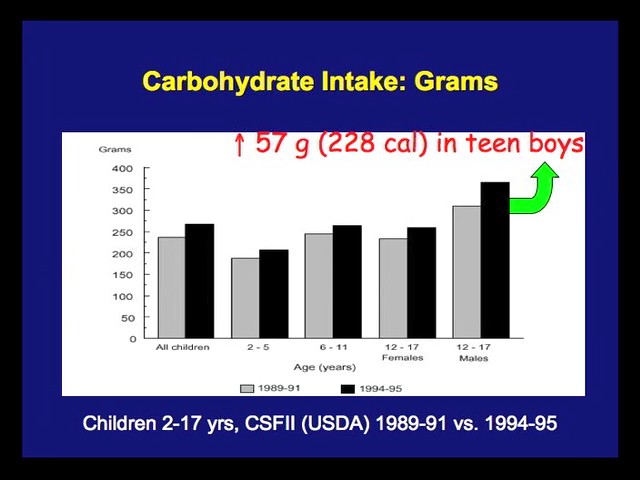 Carbohydrate Intake: Grams
↑ 57 g (228 cal) in teen boys
Grams
400
350
300
250
200
150
100
50
0
All children
2 - 5
6 - 11
12 - 17
Females
12 - 17
Males
Age (years)
1989-91
1994-95
Children 2-17 yrs, CSFII (USDA) 1989-91 vs. 1994-95